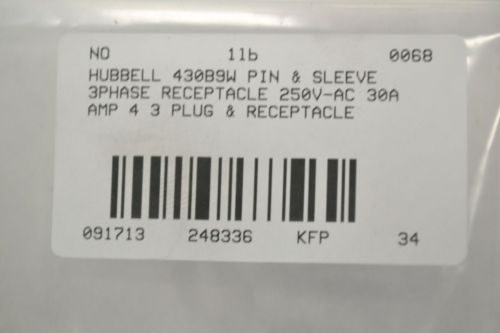 NO 11b 0068
HUBBELL 430B9W PIN & SLEEVE
3PHASE RECEPTACLE 250V-AC 30A
AMP 4 3 PLUG & RECEPTACLE
091713 248336 KFP 34